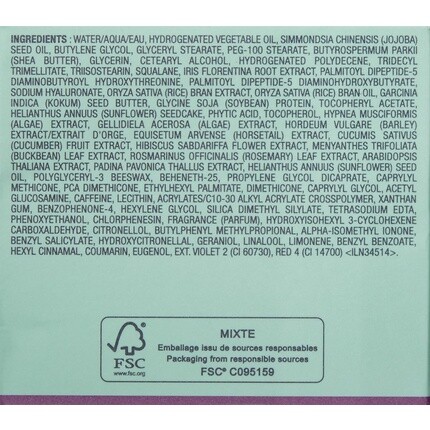 INGREDIENTS : WATER/AQUA/EAU, HYDROGENATED VEGETABLE OIL, SIMMONDSIA CHINENSIS (JOJOBA)
SEED OIL, BUTYLENE GLYCOL, GLYCERYL STEARATE, PEG-100 STEARATE, BUTYROSPERMUM PARKII
(SHEA BUTTER), GLYCERIN, CETEARYL ALCOHOL, HYDROGENATED POLYDECENE, TRIDECYL
TRIMELLITATE, TRIISOSTEARIN, SQUALANE, IRIS FLORENTINA ROOT EXTRACT, PALMITOYL DIPEPTIDE-5
DIAMINOBUTYROYL HYDROXYTHREONINE, PALMITOYL DIPEPTIDE-5 DIAMINOHYDROXYBUTYRATE,
SODIUM HYALURONATE, ORYZA SATIVA (RICE) BRAN EXTRACT, ORYZA SATIVA (RICE) BRAN OIL, GARCINIA
INDICA (KOKUM) SEED BUTTER, GLYCINE SOJA (SOYBEAN) PROTEIN, TOCOPHERYL ACETATE,
HELIANTHUS ANNUUS (SUNFLOWER) SEEDCAKE, PHYTIC ACID, TOCOPHEROL, HYPNEA MUSCIFORMIS
(ALGAE) EXTRACT, GELLIDIELA ACEROSA (ALGAE) EXTRACT, HORDEUM VULGARE (BARLEY)
EXTRACT/EXTRAIT D'ORGE, EQUISETUM ARVENSE (HORSETAIL) EXTRACT, CUCUMIS SATIVUS
(CUCUMBER) FRUIT EXTRACT, HIBISCUS SABDARIFFA FLOWER EXTRACT, MENYANTHES TRIFOLIATA
(BUCKBEAN) LEAF EXTRACT, ROSMARINUS OFFICINALIS (ROSEMARY) LEAF EXTRACT, ARABIDOPSIS
THALIANA EXTRACT, PADINA PAVONICA THALLUS EXTRACT, HELIANTHUS ANNUUS (SUNFLOWER) SEED
OIL, POLYGLYCERYL-3 BEESWAX, BEHENETH-25, PROPYLENE GLYCOL DICAPRATE, CAPRYLYL
METHICONE, PCA DIMETHICONE, ETHYLHEXYL PALMITATE, DIMETHICONE, CAPRYLYL GLYCOL, ACETYL
GLUCOSAMINE, CAFFEINE, LECITHIN, ACRYLATES/C10-30 ALKYL ACRYLATE CROSSPOLYMER, XANTHAN
GUM, BENZOPHENONE-4, HEXYLENE GLYCOL, SILICA DIMETHYL SILYLATE, TETRASODIUM EDTA,
PHENOXYETHANOL, CHLORPHENESIN, FRAGRANCE (PARFUM), HYDROXYISOHEXYL 3-CYCLOHEXENE
CARBOXALDEHYDE, CITRONELLOL, BUTYLPHENYL METHYLPROPIONAL, ALPHA-ISOMETHYL IONONE,
BENZYL SALICYLATE, HYDROXYCITRONELLAL, GERANIOL, LINALOOL, LIMONENE, BENZYL BENZOATE,
HEXYL CINNAMAL, COUMARIN, EUGENOL, EXT. VIOLET 2 (CI 60730), RED 4 (CI 14700) <ILN34514>.
FSC
www.fsc.org
MIXTE
Emballage issu de sources responsables
Packaging from responsible sources
FSC® C095159